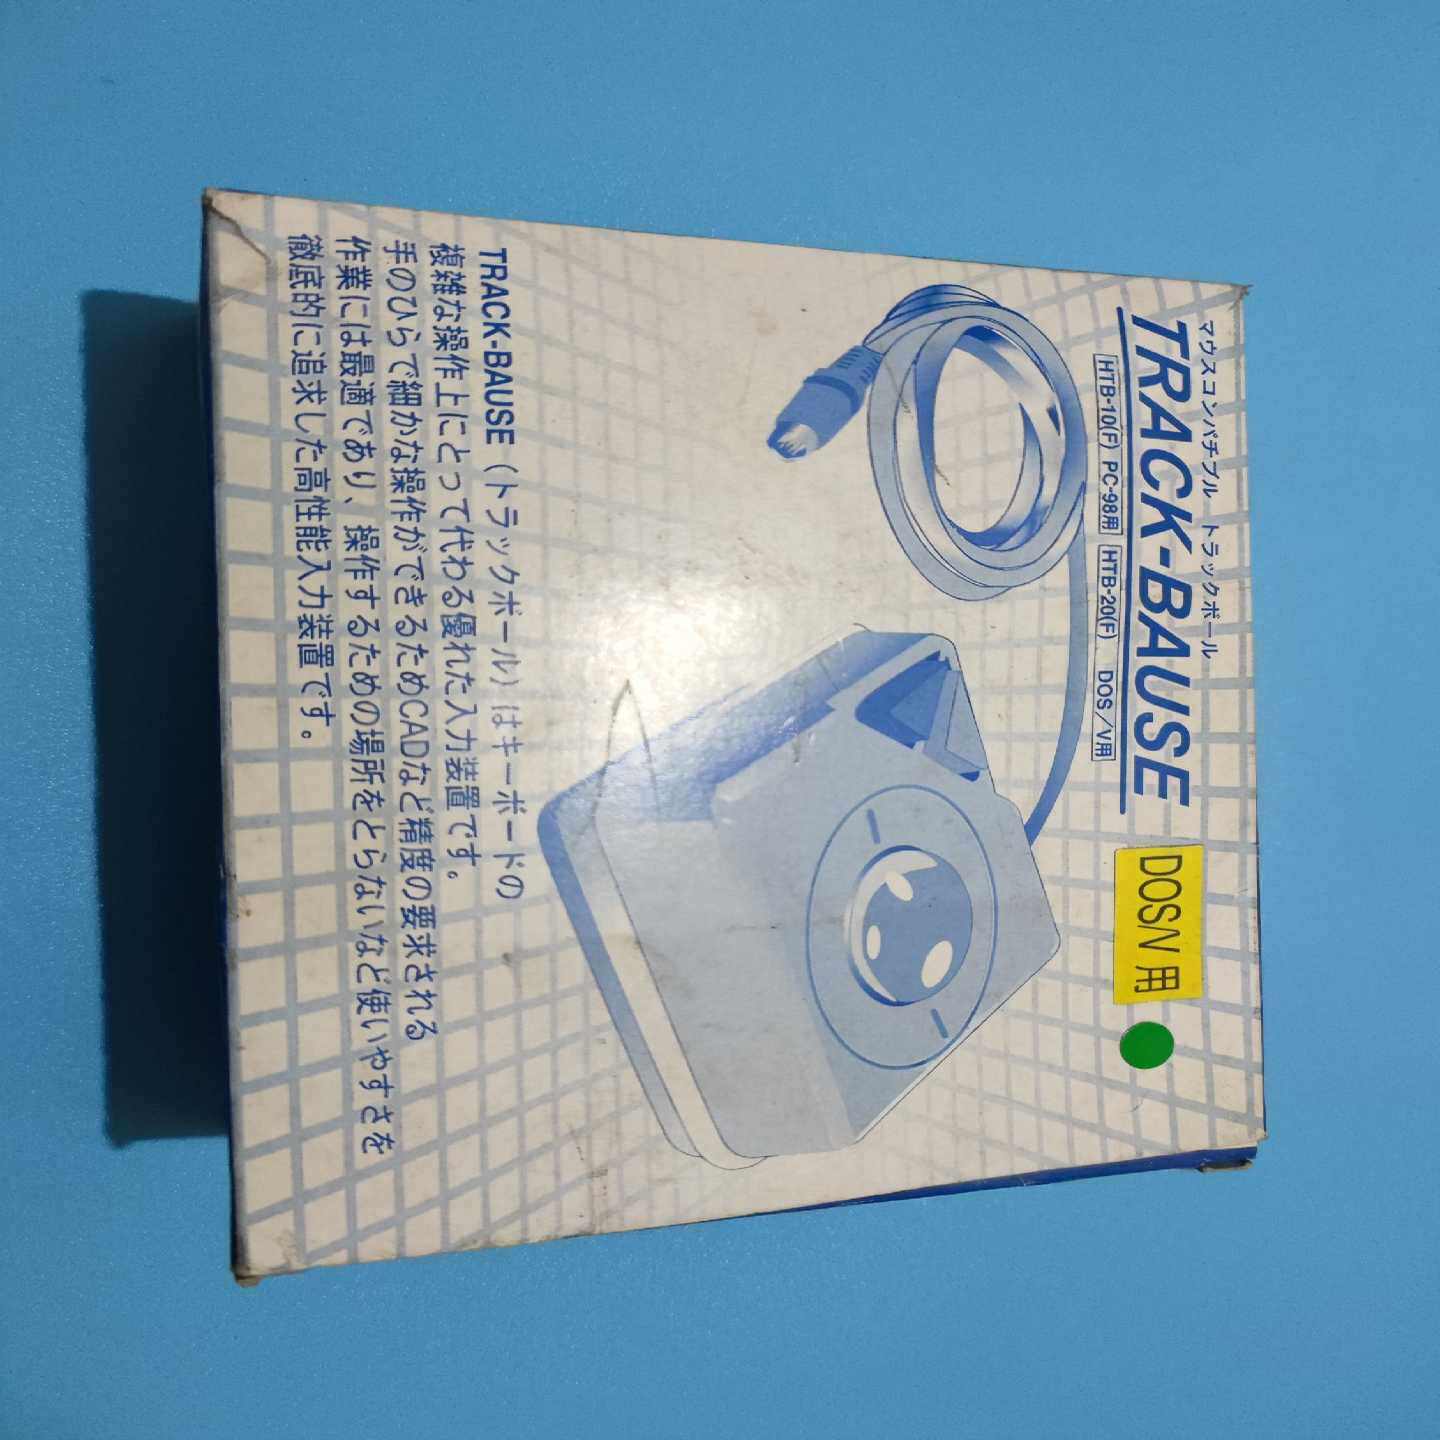 マウスコンパチブル トラックボール
TRACK-BAUSE
HTB-10(F) PC-98用 HTB-20(F) DOS/V用
DOS/V 用
TRACK-BAUSE（トラックボール）はキーボードの
複雑な操作上にとって代わる優れた入力装置です。
手のひらで細かな操作ができるためCADなど精度の要求される
作業には最適であり、操作するための場所をとらないなど使いやすさを
徹底的に追求した高性能入力装置です。